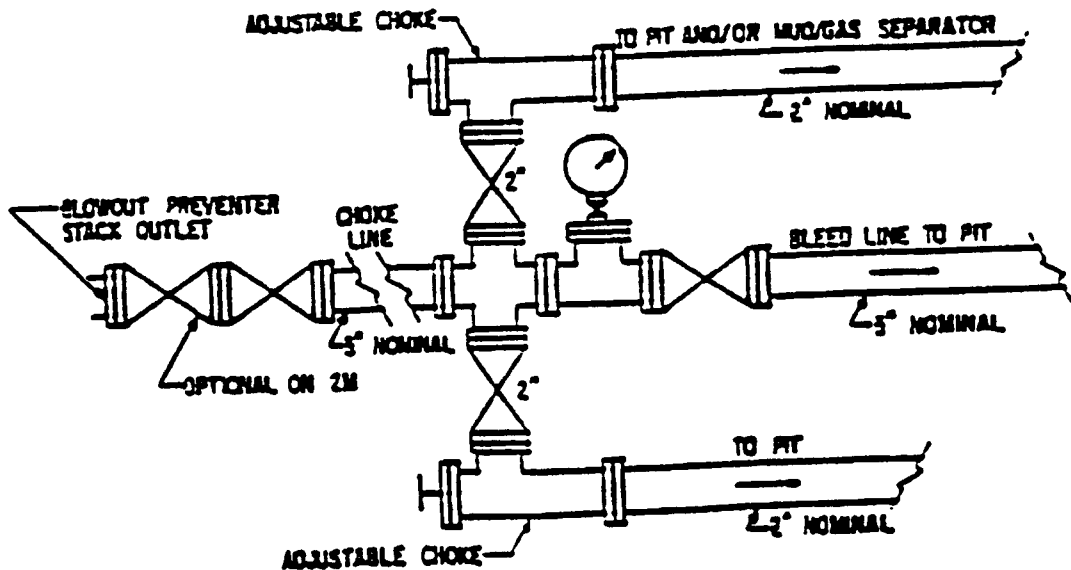 ADJUSTABLE CHOKE
TO PIT AND/OR MUD/GAS SEPARATOR
2" NOMINAL
2"
BLOWOUT PREVENTER
STACK OUTLET
CHOKE
LINE
BLEED LINE TO PIT
3" NOMINAL
3" NOMINAL
OPTIONAL ON 2M
2"
TO PIT
2" NOMINAL
ADJUSTABLE CHOKE